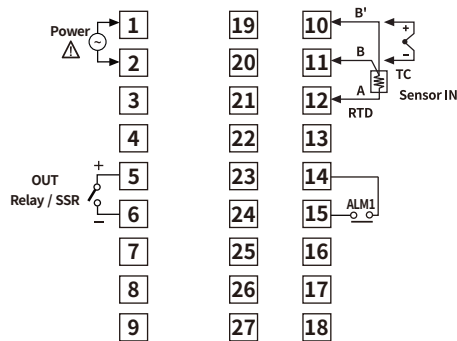 1 19 10 B'
Power ~
2 20 11 B + −
TC
3 21 12 A Sensor IN
RTD
4 22 13
+ 5 23 14
OUT
Relay / SSR
− 6 24 15 ALM1
7 25 16
8 26 17
9 27 18